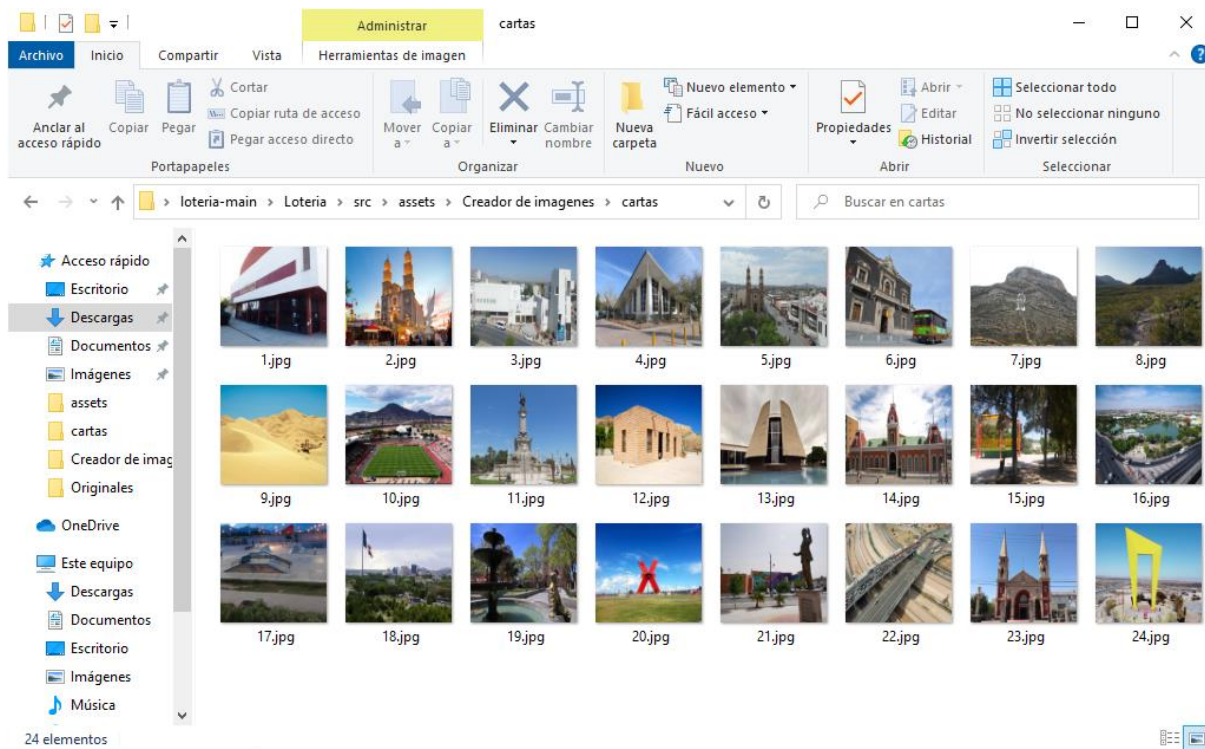 Administrar
cartas
Archivo Inicio Compartir Vista Herramientas de imagen
Anclar al acceso rápido
Copiar
Pegar
Cortar
Copiar ruta de acceso
Pegar acceso directo
Portapapeles
Mover a
Copiar a
Eliminar
Cambiar nombre
Organizar
Nueva carpeta
Nuevo elemento
Fácil acceso
Nuevo
Propiedades
Abrir
Editar
Historial
Abrir
Seleccionar todo
No seleccionar ninguno
Invertir selección
Seleccionar
loteria-main > Loteria > src > assets > Creador de imagenes > cartas
Buscar en cartas
Acceso rápido
Escritorio
Descargas
Documentos
Imágenes
assets
cartas
Creador de imag
Originales
OneDrive
Este equipo
Descargas
Documentos
Escritorio
Imágenes
Música
1.jpg 2.jpg 3.jpg 4.jpg 5.jpg 6.jpg 7.jpg 8.jpg
9.jpg 10.jpg 11.jpg 12.jpg 13.jpg 14.jpg 15.jpg 16.jpg
17.jpg 18.jpg 19.jpg 20.jpg 21.jpg 22.jpg 23.jpg 24.jpg
24 elementos